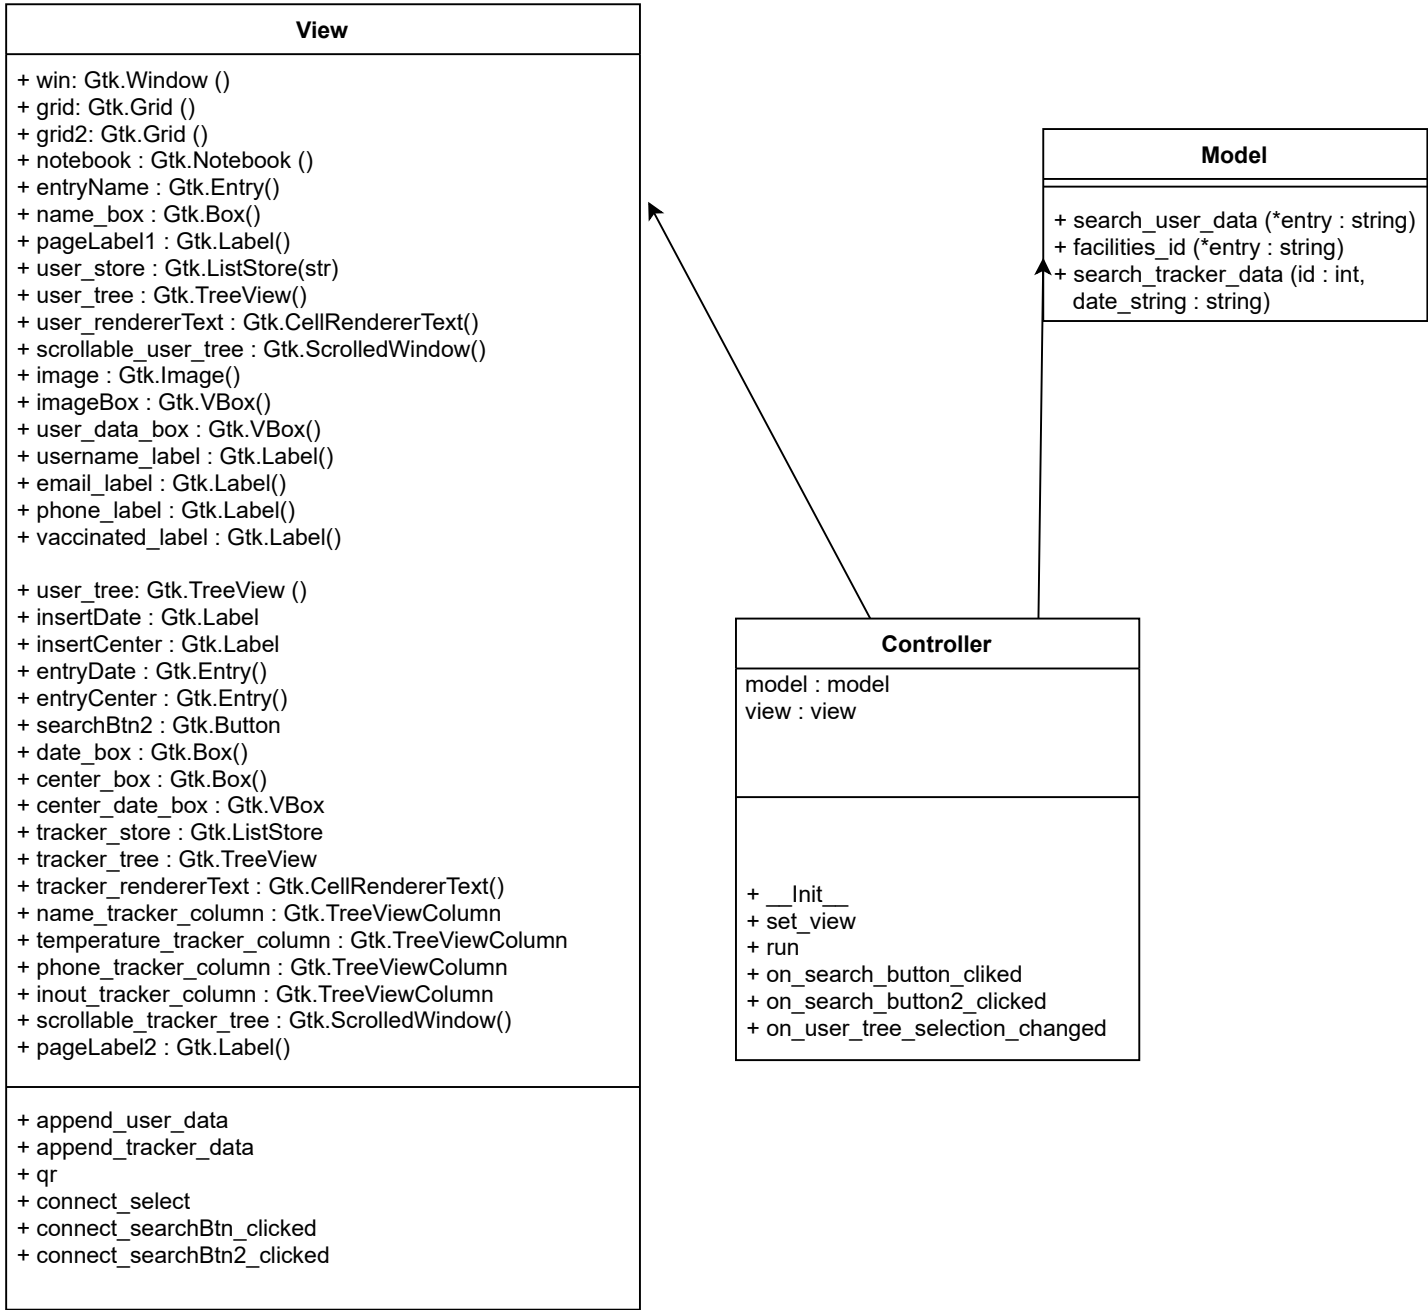 View
+ win: Gtk.Window ()
+ grid: Gtk.Grid ()
+ grid2: Gtk.Grid ()
+ notebook : Gtk.Notebook ()
+ entryName : Gtk.Entry()
+ name_box : Gtk.Box()
+ pageLabel1 : Gtk.Label()
+ user_store : Gtk.ListStore(str)
+ user_tree : Gtk.TreeView()
+ user_rendererText : Gtk.CellRendererText()
+ scrollable_user_tree : Gtk.ScrolledWindow()
+ image : Gtk.Image()
+ imageBox : Gtk.VBox()
+ user_data_box : Gtk.VBox()
+ username_label : Gtk.Label()
+ email_label : Gtk.Label()
+ phone_label : Gtk.Label()
+ vaccinated_label : Gtk.Label()
+ user_tree: Gtk.TreeView ()
+ insertDate : Gtk.Label
+ insertCenter : Gtk.Label
+ entryDate : Gtk.Entry()
+ entryCenter : Gtk.Entry()
+ searchBtn2 : Gtk.Button
+ date_box : Gtk.Box()
+ center_box : Gtk.Box()
+ center_date_box : Gtk.VBox
+ tracker_store : Gtk.ListStore
+ tracker_tree : Gtk.TreeView
+ tracker_rendererText : Gtk.CellRendererText()
+ name_tracker_column : Gtk.TreeViewColumn
+ temperature_tracker_column : Gtk.TreeViewColumn
+ phone_tracker_column : Gtk.TreeViewColumn
+ inout_tracker_column : Gtk.TreeViewColumn
+ scrollable_tracker_tree : Gtk.ScrolledWindow()
+ pageLabel2 : Gtk.Label()
+ append_user_data
+ append_tracker_data
+ qr
+ connect_select
+ connect_searchBtn_clicked
+ connect_searchBtn2_clicked
Model
+ search_user_data (*entry : string)
+ facilities_id (*entry : string)
+ search_tracker_data (id : int,
date_string : string)
Controller
model : model
view : view
+ __Init__
+ set_view
+ run
+ on_search_button_cliked
+ on_search_button2_clicked
+ on_user_tree_selection_changed